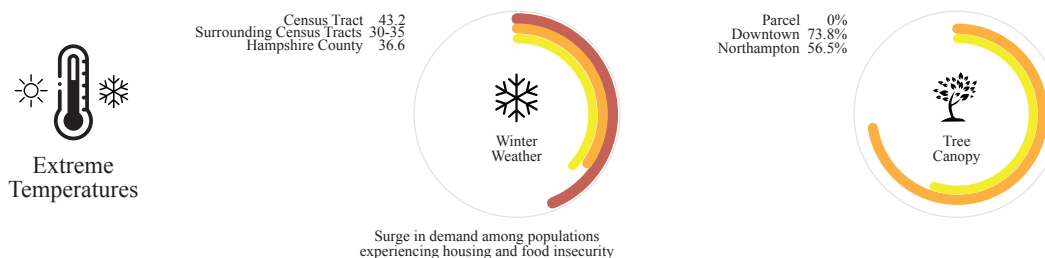 Census Tract 43.2
Surrounding Census Tracts 30-35
Hampshire County 36.6
Parcel 0%
Downtown 73.8%
Northampton 56.5%
Winter
Weather
Tree
Canopy
Extreme
Temperatures
Surge in demand among populations
experiencing housing and food insecurity